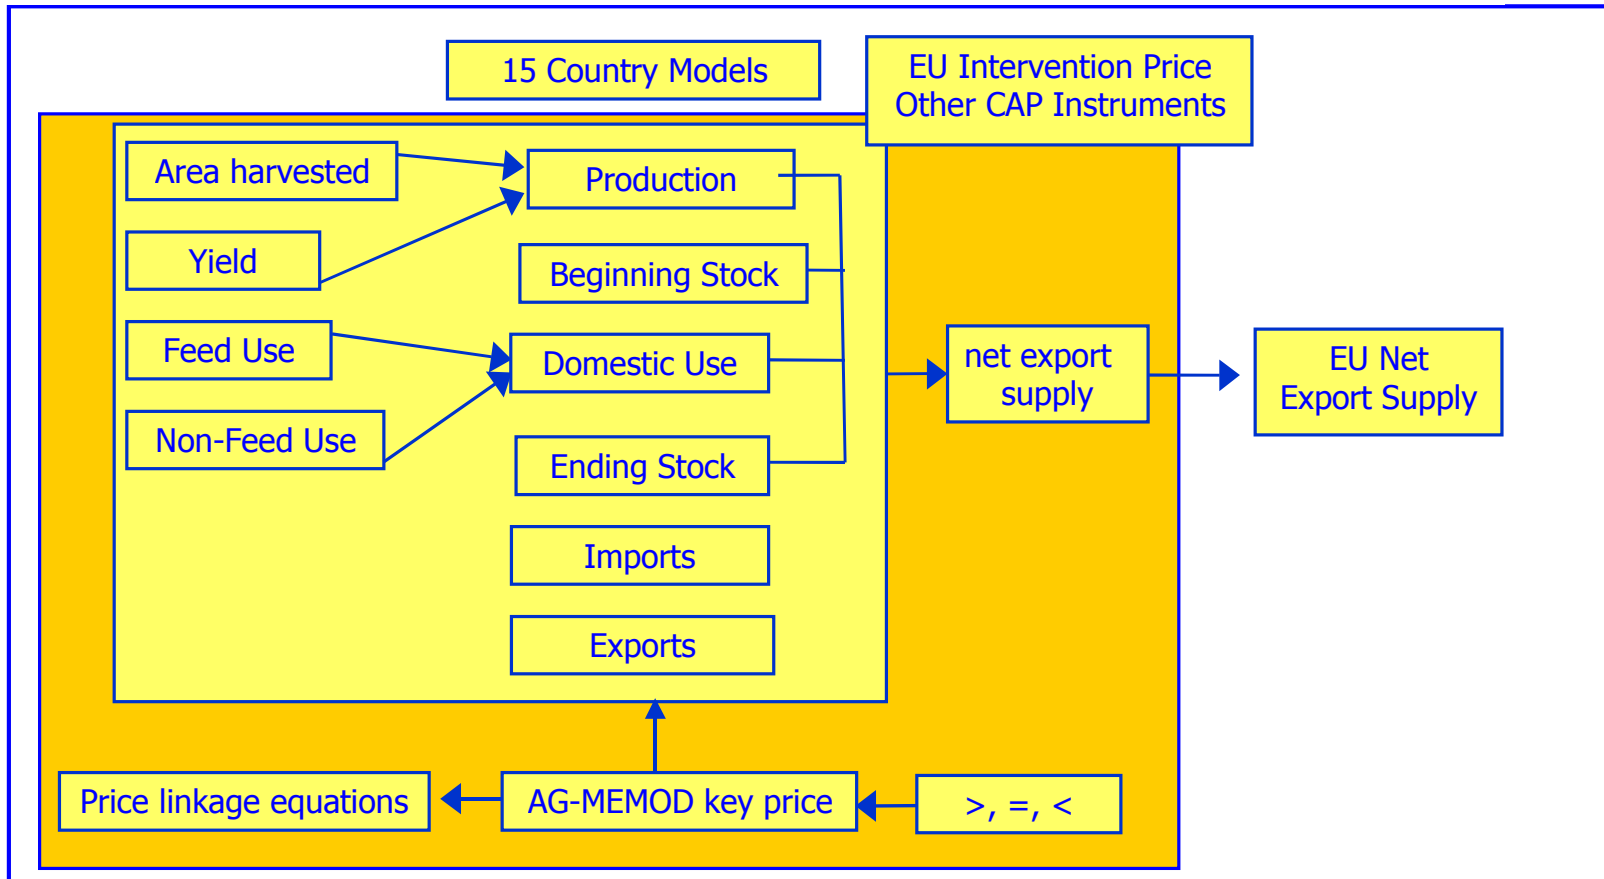 15 Country Models
EU Intervention Price
Other CAP Instruments
Area harvested
Production
Yield
Beginning Stock
Feed Use
Domestic Use
Non-Feed Use
Ending Stock
Imports
Exports
net export
supply
EU Net
Export Supply
Price linkage equations
AG-MEMOD key price
>, =, <